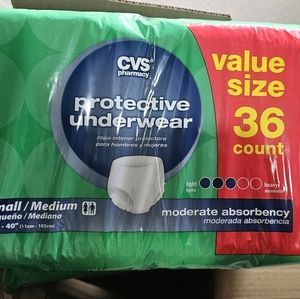 CVS
pharmacy
protective
underwear
ropa interior protectora
para hombres y mujeres
value
size
36
count
mall / Medium
queño / Mediano
- 40"
light
heavy
moderate absorbency
moderada absorbencia